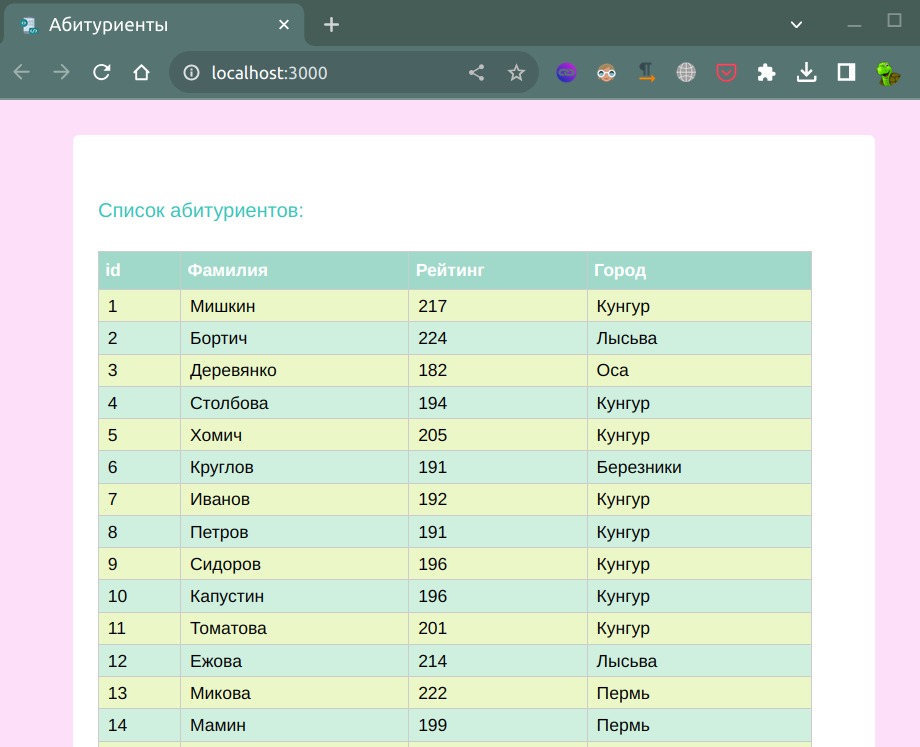 Абитуриенты
localhost:3000
Список абитуриентов:
id Фамилия Рейтинг Город
1 Мишкин 217 Кунгур
2 Бортич 224 Лысьва
3 Деревянко 182 Оса
4 Столбова 194 Кунгур
5 Хомич 205 Кунгур
6 Круглов 191 Березники
7 Иванов 192 Кунгур
8 Петров 191 Кунгур
9 Сидоров 196 Кунгур
10 Капустин 196 Кунгур
11 Томатова 201 Кунгур
12 Ежова 214 Лысьва
13 Микова 222 Пермь
14 Мамин 199 Пермь